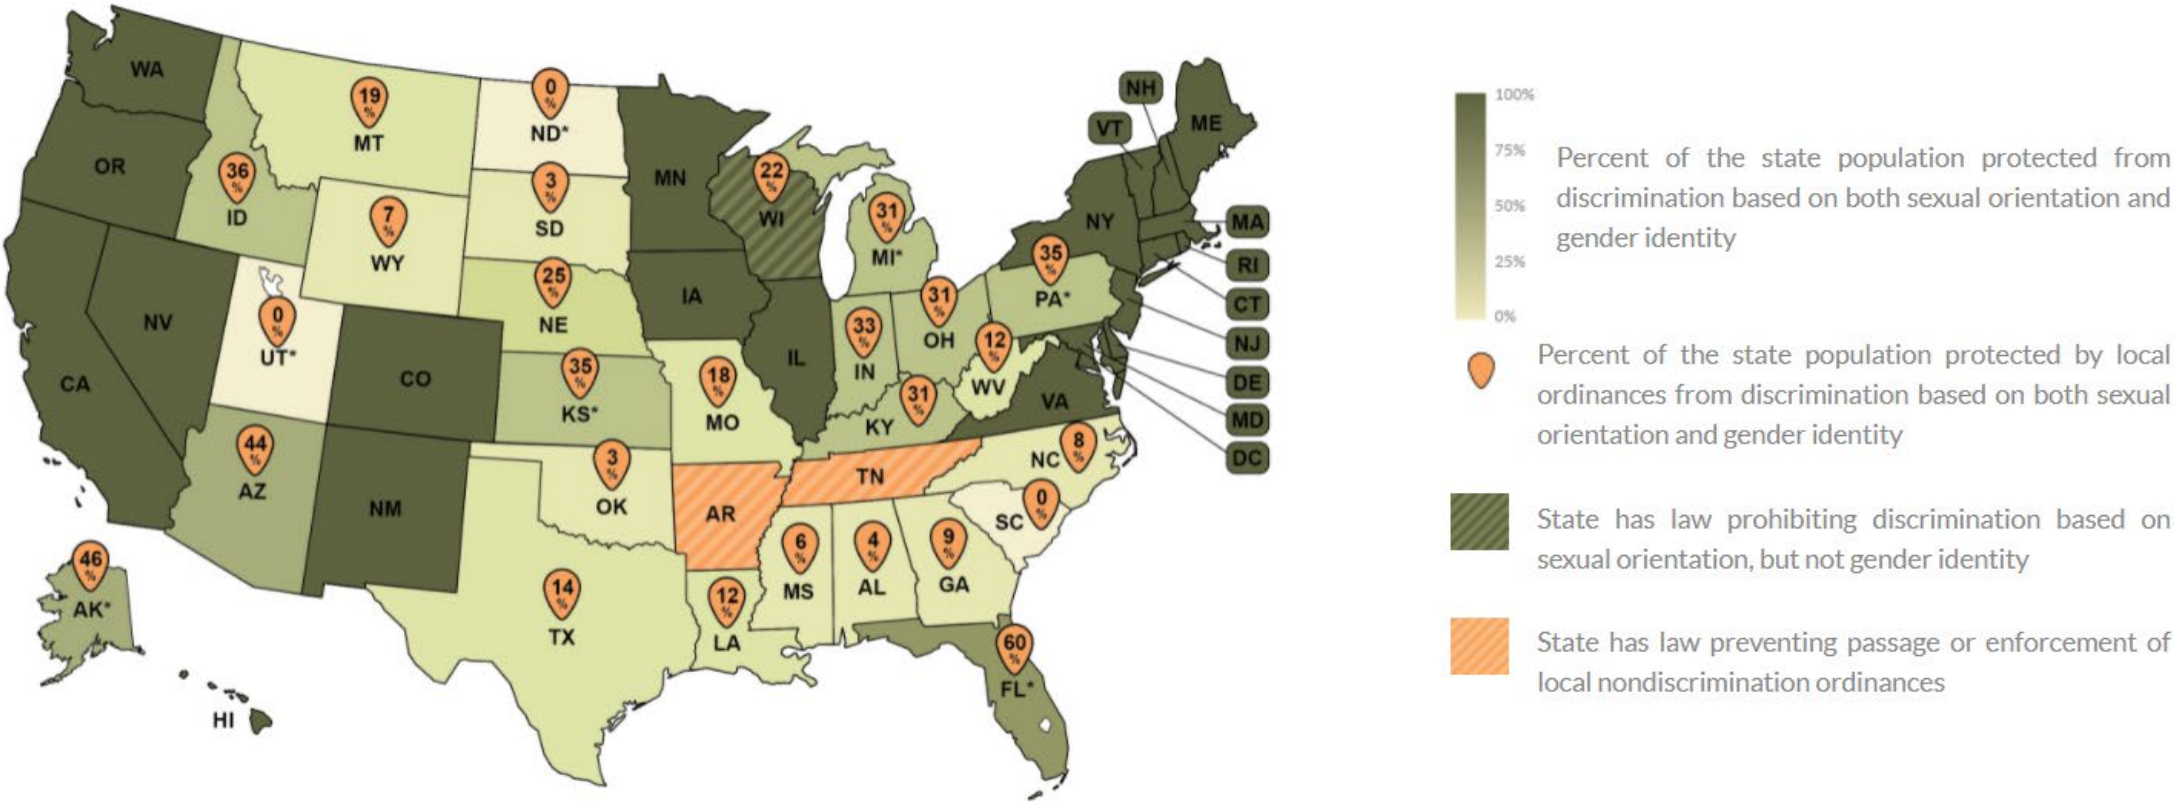 WA
19
%
MT
0
%
ND*
OR
36
%
ID
7
%
WY
3
%
SD
MN
22
%
WI
31
%
MI*
NH
VT
ME
NY
MA
RI
CT
NJ
DE
MD
DC
CA
NV
0
%
UT*
CO
25
%
NE
IA
IL
33
%
IN
31
%
OH
35
%
PA*
12
%
WV
VA
35
%
KS*
18
%
MO
31
%
KY
44
%
AZ
NM
3
%
OK
AR
TN
8
%
NC
0
%
SC
46
%
AK*
HI
14
%
TX
12
%
LA
6
%
MS
4
%
AL
9
%
GA
60
%
FL*
100%
75%
50%
25%
0%
Percent of the state population protected from
discrimination based on both sexual orientation and
gender identity
Percent of the state population protected by local
ordinances from discrimination based on both sexual
orientation and gender identity
State has law prohibiting discrimination based on
sexual orientation, but not gender identity
State has law preventing passage or enforcement of
local nondiscrimination ordinances